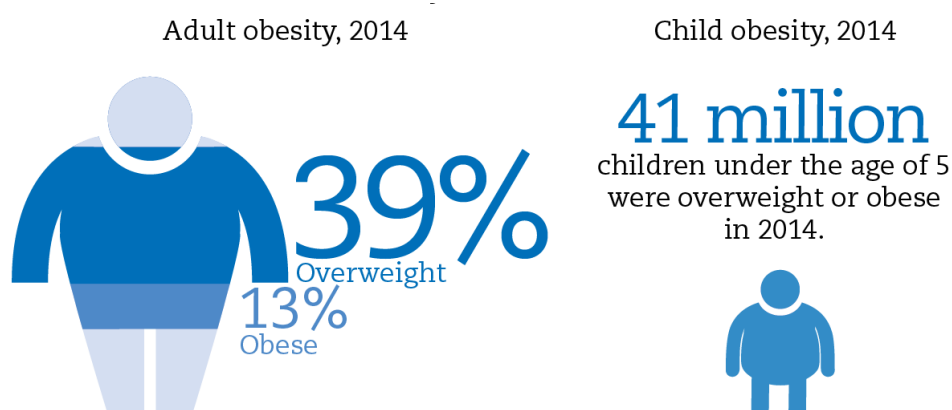 Adult obesity, 2014
39%
Overweight
13%
Obese
Child obesity, 2014
41 million
children under the age of 5
were overweight or obese
in 2014.